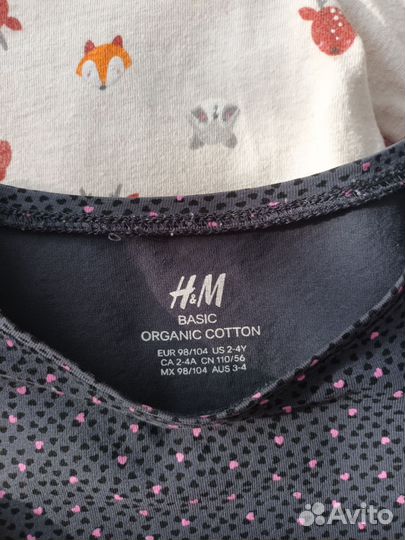 H&M
BASIC
ORGANIC COTTON
EUR 98/104 US 2-4Y
CA 2-4A CN 110/56
MX 98/104 AUS 3-4
Avito